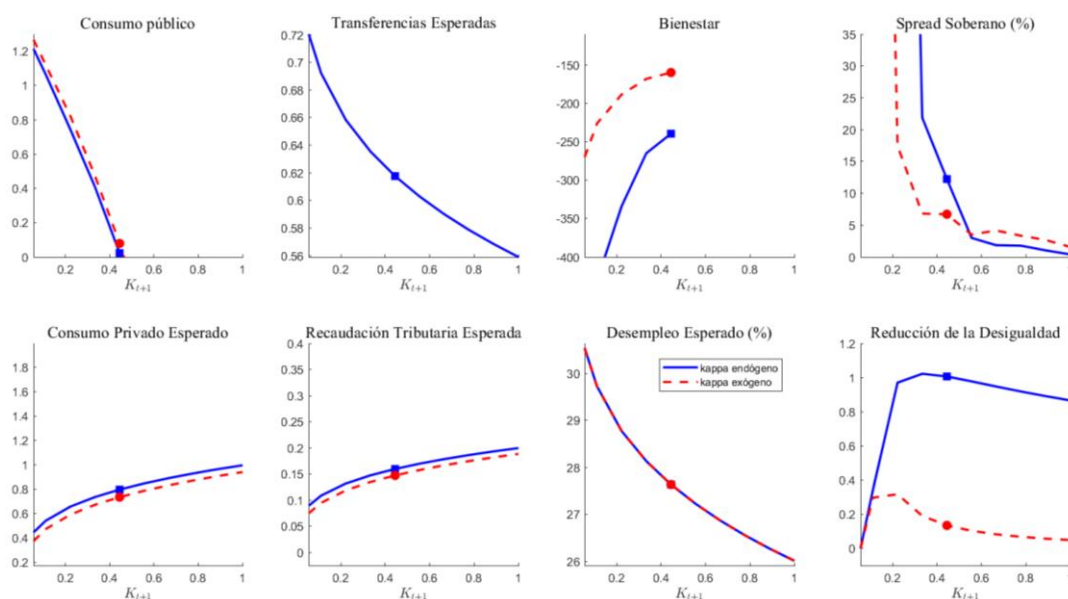 Consumo público
1.2
1
0.8
0.6
0.4
0.2
0
0.2 0.4 0.6 0.8 1
K_{t+1}
Transferencias Esperadas
0.72
0.7
0.68
0.66
0.64
0.62
0.6
0.58
0.56
0.2 0.4 0.6 0.8 1
K_{t+1}
Bienestar
-150
-200
-250
-300
-350
-400
0.2 0.4 0.6 0.8 1
K_{t+1}
Spread Soberano (%)
35
30
25
20
15
10
5
0
0.2 0.4 0.6 0.8 1
K_{t+1}
Consumo Privado Esperado
1.8
1.6
1.4
1.2
1
0.8
0.6
0.4
0.2
0.2 0.4 0.6 0.8 1
K_{t+1}
Recaudación Tributaria Esperada
0.4
0.35
0.3
0.25
0.2
0.15
0.1
0.05
0
0.2 0.4 0.6 0.8 1
K_{t+1}
Desempleo Esperado (%)
kappa endógeno
kappa exógeno
30
29
28
27
26
0.2 0.4 0.6 0.8 1
K_{t+1}
Reducción de la Desigualdad
1.2
1
0.8
0.6
0.4
0.2
0
0.2 0.4 0.6 0.8 1
K_{t+1}